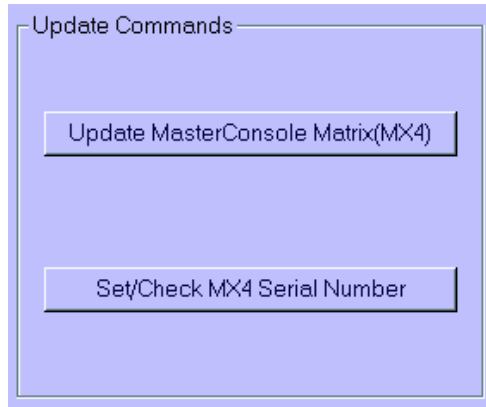 Update Commands
Update MasterConsole Matrix(MX4)
Set/Check MX4 Serial Number